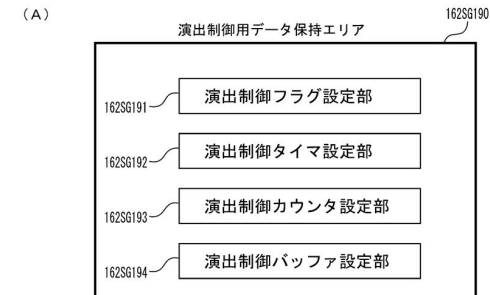 (A)
162SG190
演出制御用データ保持エリア
162SG191 演出制御フラグ設定部
162SG192 演出制御タイマ設定部
162SG193 演出制御カウンタ設定部
162SG194 演出制御バッファ設定部